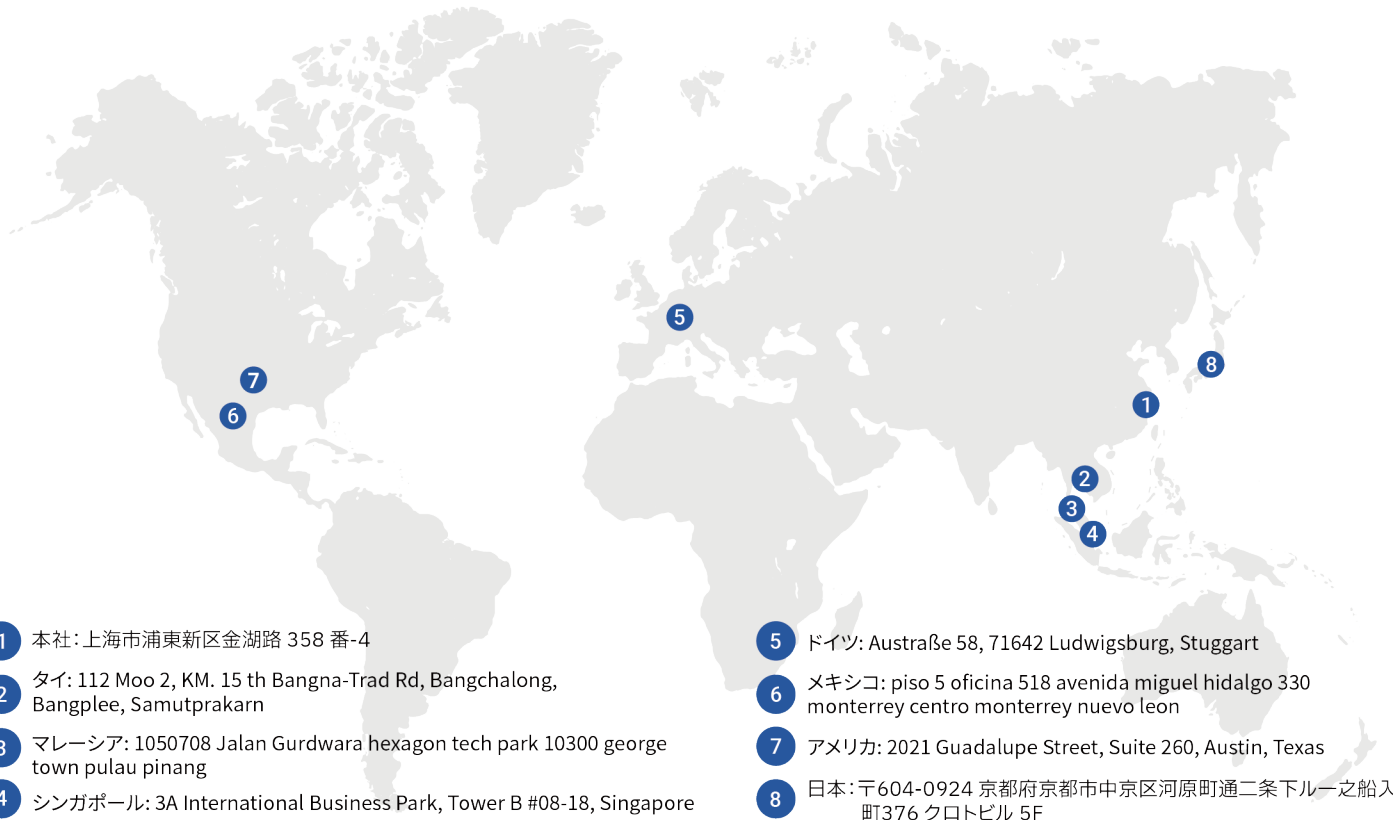 5
8
7
1
6
2
3
4
1 本社：上海市浦東新区金湖路 358 番-4
2 タイ: 112 Moo 2, KM. 15 th Bangna-Trad Rd, Bangchalong,
Bangplee, Samutprakarn
3 マレーシア: 1050708 Jalan Gurdwara hexagon tech park 10300 george
town pulau pinang
4 シンガポール: 3A International Business Park, Tower B #08-18, Singapore
5 ドイツ: Austraße 58, 71642 Ludwigsburg, Stuggart
6 メキシコ: piso 5 oficina 518 avenida miguel hidalgo 330
monterrey centro monterrey nuevo leon
7 アメリカ: 2021 Guadalupe Street, Suite 260, Austin, Texas
8 日本：〒604-0924 京都府京都市中京区河原町通二条下ル一之船入
町376 クロトビル 5F